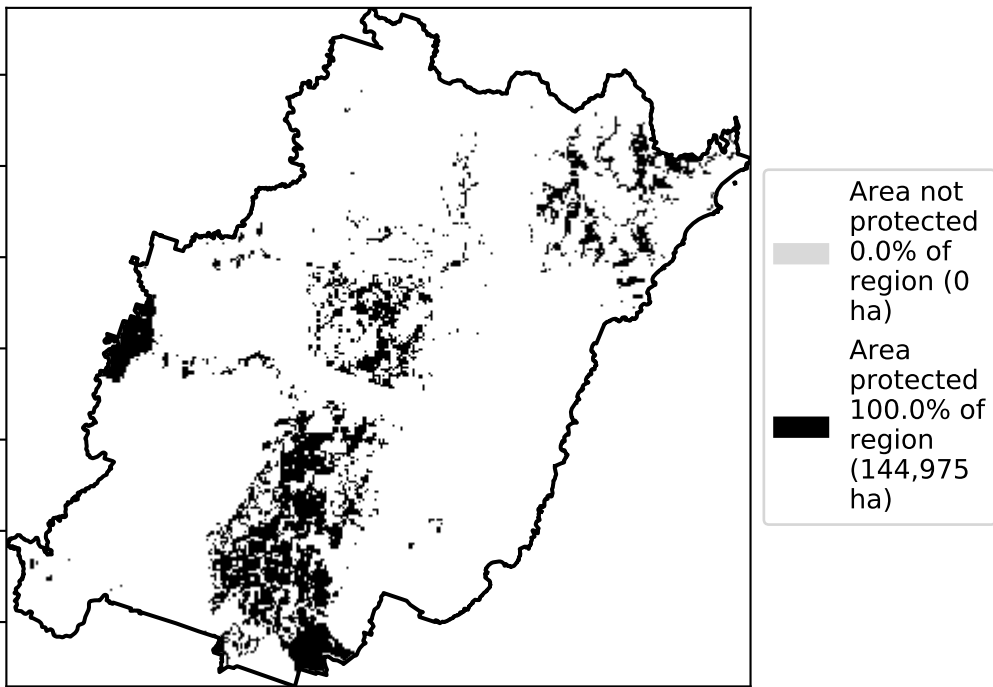 Area not
protected
0.0% of
region (0
ha)
Area
protected
100.0% of
region
(144,975
ha)